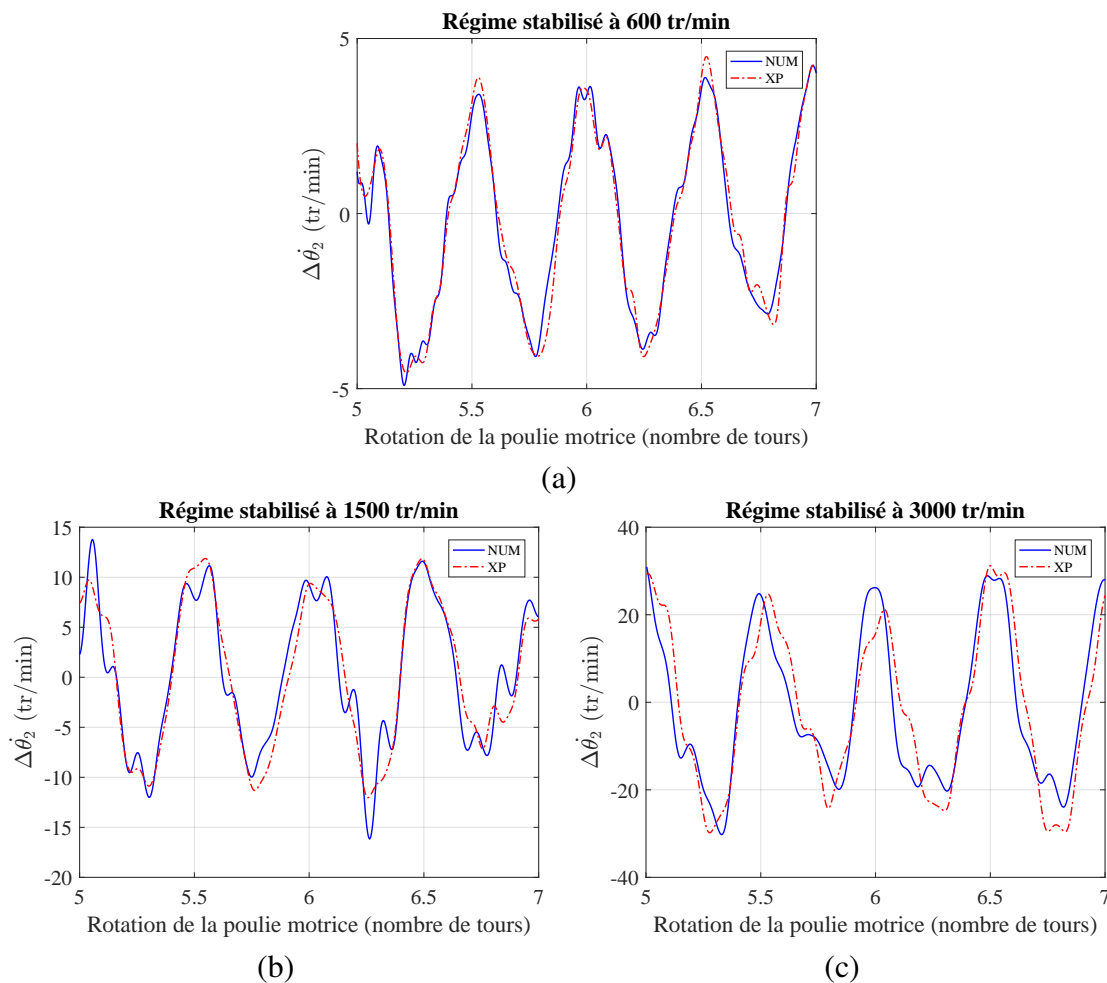 Régime stabilisé à 600 tr/min
5
0
-5
Δθ̇₂ (tr/min)
NUM
XP
5 5.5 6 6.5 7
Rotation de la poulie motrice (nombre de tours)
(a)
Régime stabilisé à 1500 tr/min
15
10
5
0
-5
-10
-15
-20
Δθ̇₂ (tr/min)
NUM
XP
5 5.5 6 6.5 7
Rotation de la poulie motrice (nombre de tours)
(b)
Régime stabilisé à 3000 tr/min
40
20
0
-20
-40
Δθ̇₂ (tr/min)
NUM
XP
5 5.5 6 6.5 7
Rotation de la poulie motrice (nombre de tours)
(c)